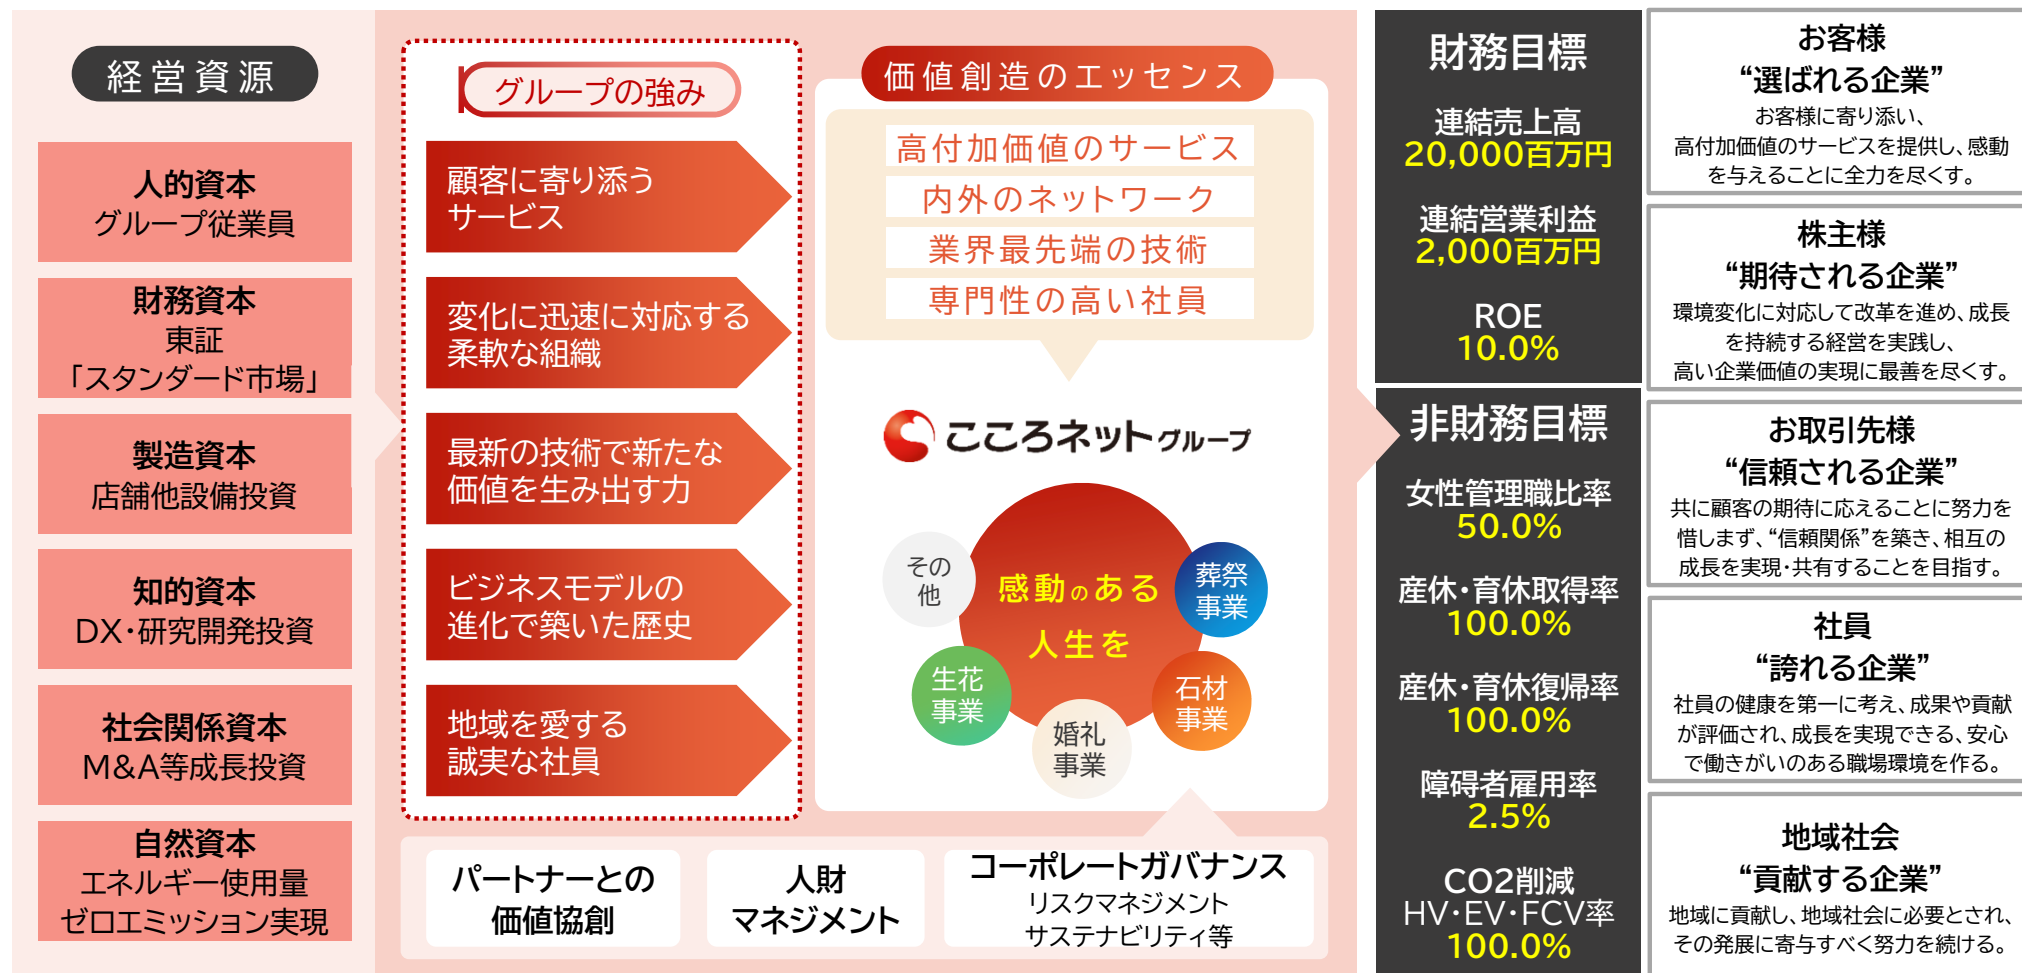 経営資源
人的資本
グループ従業員
財務資本
東証
「スタンダード市場」
製造資本
店舗他設備投資
知的資本
DX・研究開発投資
社会関係資本
M&A等成長投資
自然資本
エネルギー使用量
ゼロエミッション実現
グループの強み
顧客に寄り添う
サービス
変化に迅速に対応する
柔軟な組織
最新の技術で新たな
価値を生み出す力
ビジネスモデルの
進化で築いた歴史
地域を愛する
誠実な社員
価値創造のエッセンス
高付加価値のサービス
内外のネットワーク
業界最先端の技術
専門性の高い社員
こころネットグループ
感動のある
人生を
葬祭
事業
石材
事業
婚礼
事業
生花
事業
その
他
パートナーとの
価値協創
人財
マネジメント
コーポレートガバナンス
リスクマネジメント
サステナビリティ等
財務目標
連結売上高
20,000百万円
連結営業利益
2,000百万円
ROE
10.0%
非財務目標
女性管理職比率
50.0%
産休・育休取得率
100.0%
産休・育休復帰率
100.0%
障碍者雇用率
2.5%
CO2削減
HV・EV・FCV率
100.0%
お客様
“選ばれる企業”
お客様に寄り添い、
高付加価値のサービスを提供し、感動
を与えることに全力を尽くす。
株主様
“期待される企業”
環境変化に対応して改革を進め、成長
を持続する経営を実践し、
高い企業価値の実現に最善を尽くす。
お取引先様
“信頼される企業”
共に顧客の期待に応えることに努力を
惜しまず、“信頼関係”を築き、相互の
成長を実現・共有することを目指す。
社員
“誇れる企業”
社員の健康を第一に考え、成果や貢献
が評価され、成長を実現できる、安心
で働きがいのある職場環境を作る。
地域社会
“貢献する企業”
地域に貢献し、地域社会に必要とされ、
その発展に寄与すべく努力を続ける。